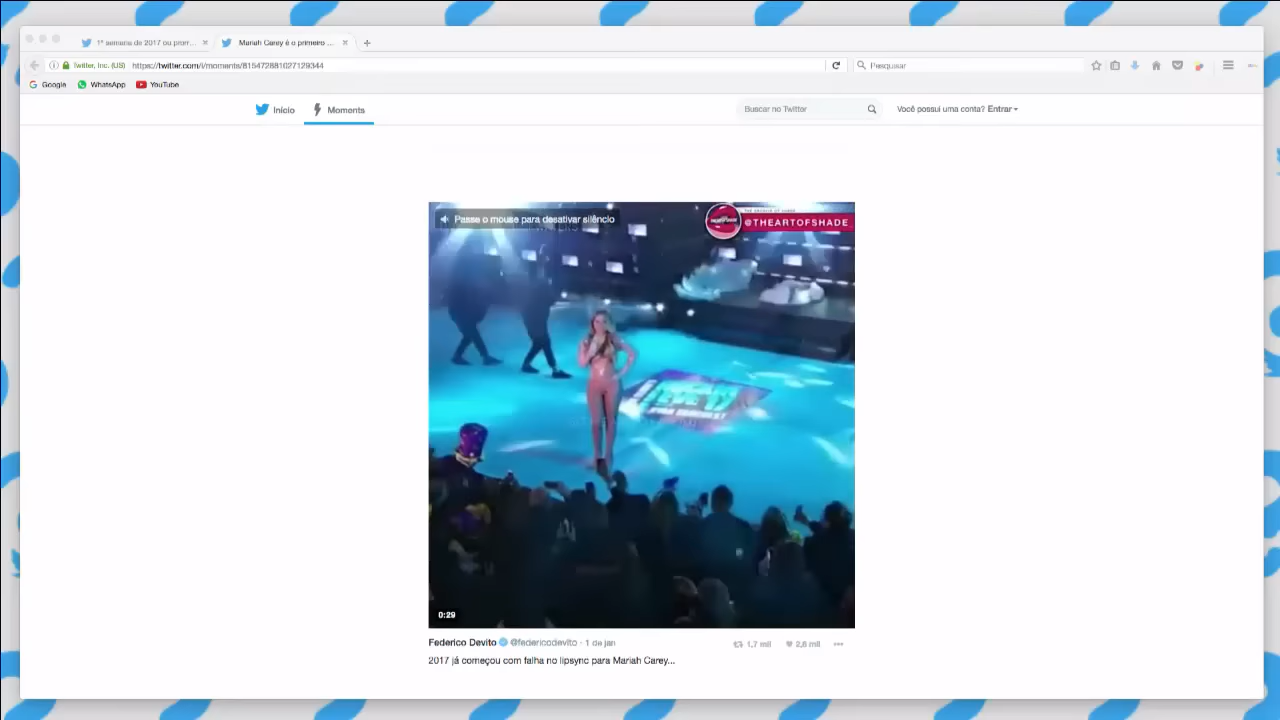 1ª semana de 2017 ou prom...
Mariah Carey é o primeiro ...
Twitter, Inc. (US)
https://twitter.com/i/moments/815472881027129344
Pesquisar
Google
WhatsApp
YouTube
Início
Moments
Buscar no Twitter
Você possui uma conta? Entrar
Passe o mouse para desativar silêncio
@THEARTOFSHADE
0:29
Federico Devito @federicodevito · 1 de jan
1,7 mil
2,6 mil
2017 já começou com falha no lipsync para Mariah Carey...